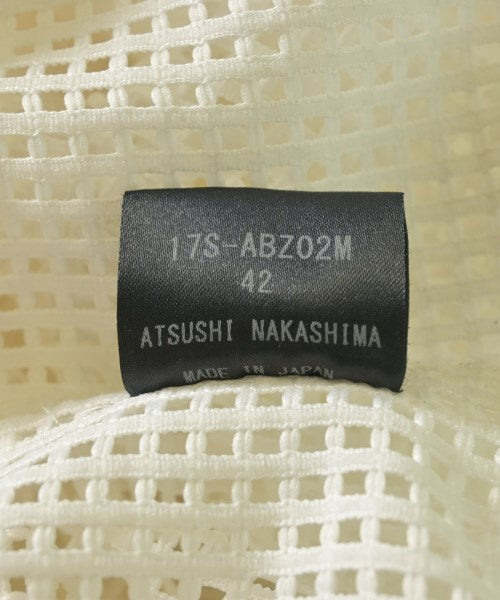 17S-ABZ02M
42
ATSUSHI NAKASHIMA
MADE IN JAPAN